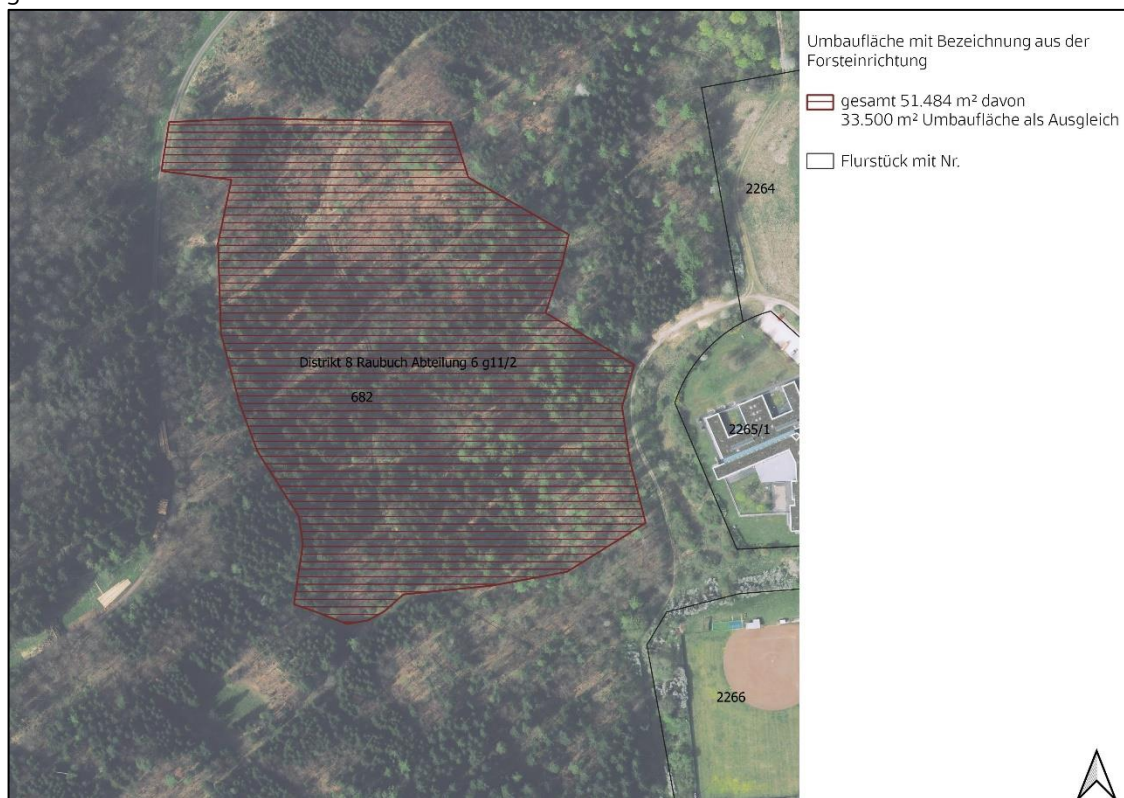 Umbaufläche mit Bezeichnung aus der
Forsteinrichtung
gesamt 51.484 m² davon
33.500 m² Umbaufläche als Ausgleich
Flurstück mit Nr.
2264
Distrikt 8 Raubuch Abteilung 6 g11/2
682
2265/1
2266